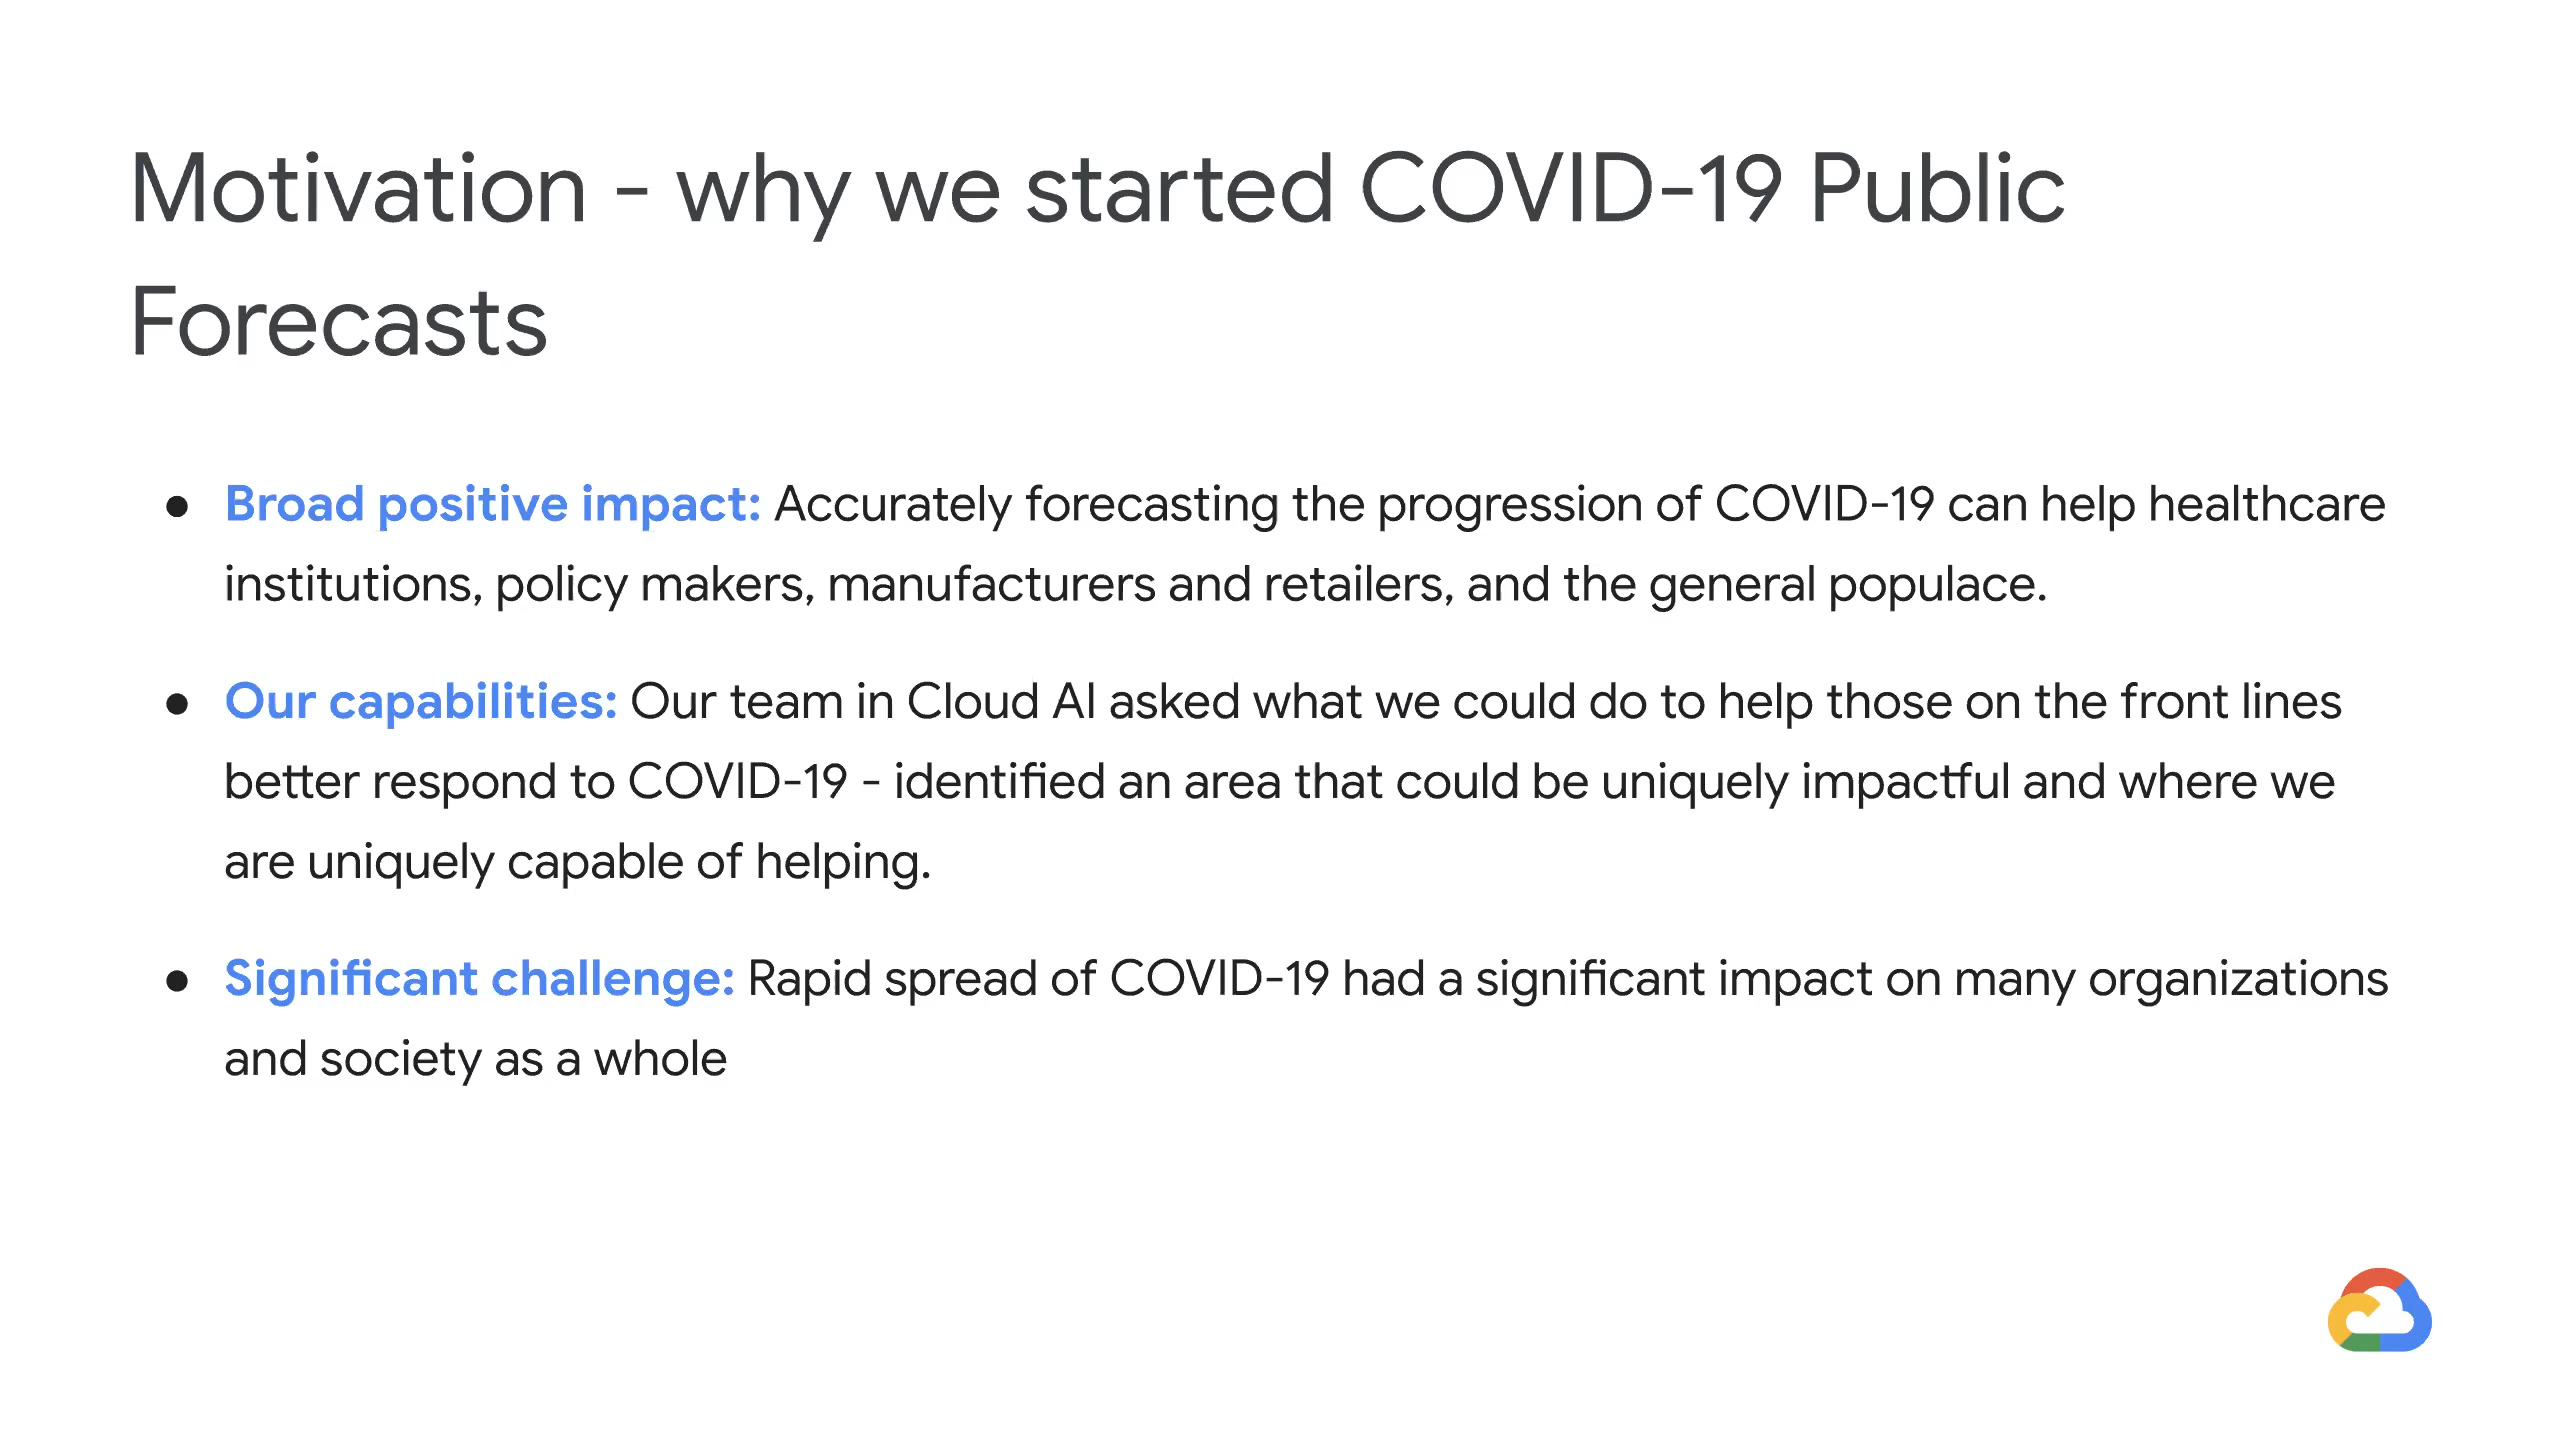 Motivation - why we started COVID-19 Public
Forecasts
● Broad positive impact: Accurately forecasting the progression of COVID-19 can help healthcare
institutions, policy makers, manufacturers and retailers, and the general populace.
● Our capabilities: Our team in Cloud AI asked what we could do to help those on the front lines
better respond to COVID-19 - identified an area that could be uniquely impactful and where we
are uniquely capable of helping.
● Significant challenge: Rapid spread of COVID-19 had a significant impact on many organizations
and society as a whole